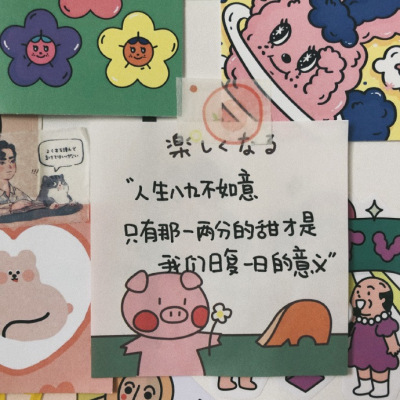 楽しくなる
“人生八九不如意
只有那一两分的甜才是
我们日复一日的意义”